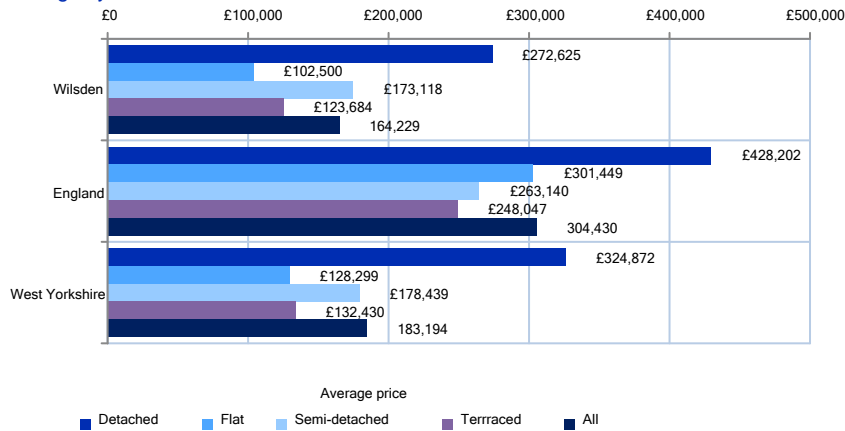 £0 £100,000 £200,000 £300,000 £400,000 £500,000
£272,625
£102,500
Wilsden £173,118
£123,684
164,229
£428,202
£301,449
England £263,140
£248,047
304,430
£324,872
£128,299
West Yorkshire £178,439
£132,430
183,194
Average price
Detached Flat Semi-detached Terrraced All